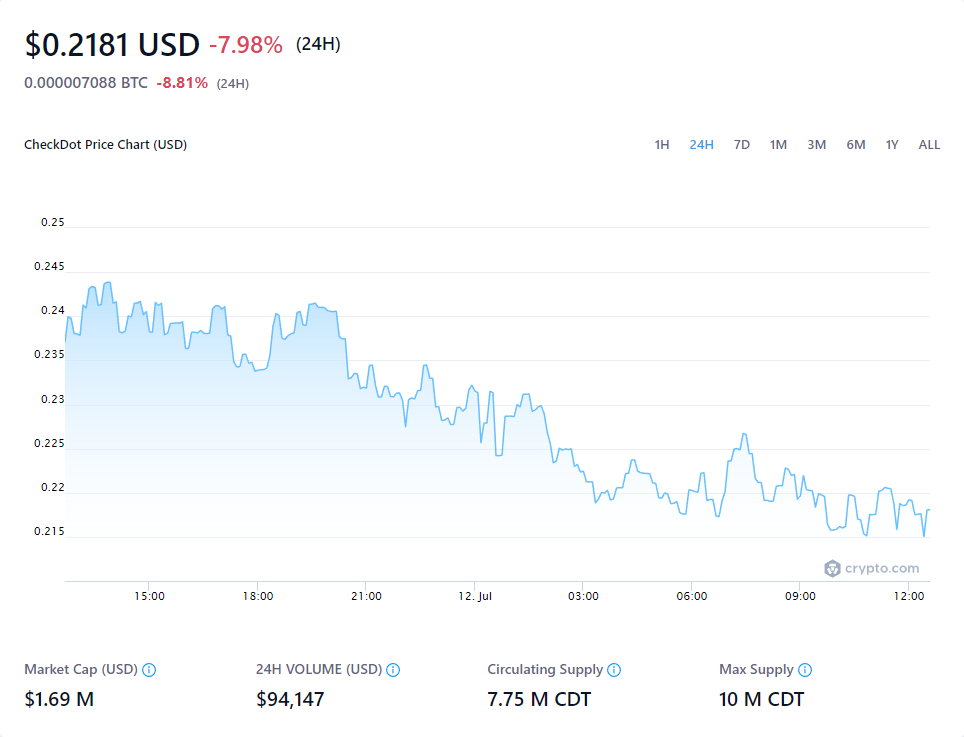 $0.2181 USD -7.98% (24H)
0.000007088 BTC -8.81% (24H)
CheckDot Price Chart (USD) 1H 24H 7D 1M 3M 6M 1Y ALL
0.25
0.245
0.24
0.235
0.23
0.225
0.22
0.215
crypto.com
15:00 18:00 21:00 12. Jul 03:00 06:00 09:00 12:00
Market Cap (USD) 24H VOLUME (USD) Circulating Supply Max Supply
$1.69 M $94,147 7.75 M CDT 10 M CDT